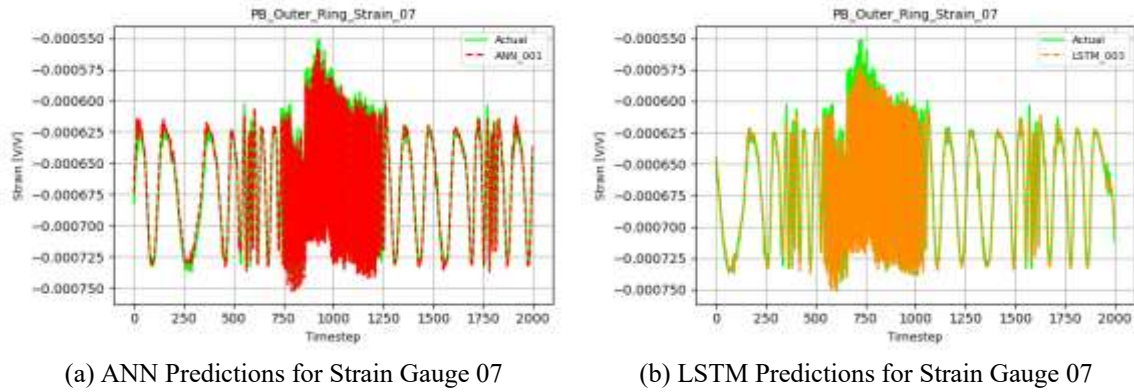 PB_Outer_Ring_Strain_07
PB_Outer_Ring_Strain_07
−0.000550
−0.000575
−0.000600
−0.000625
−0.000650
−0.000675
−0.000700
−0.000725
−0.000750
Strain [V/V]
Actual
ANN_001
0 250 500 750 1000 1250 1500 1750 2000
Timestep
−0.000550
−0.000575
−0.000600
−0.000625
−0.000650
−0.000675
−0.000700
−0.000725
−0.000750
Strain [V/V]
Actual
LSTM_003
0 250 500 750 1000 1250 1500 1750 2000
Timestep
(a) ANN Predictions for Strain Gauge 07
(b) LSTM Predictions for Strain Gauge 07